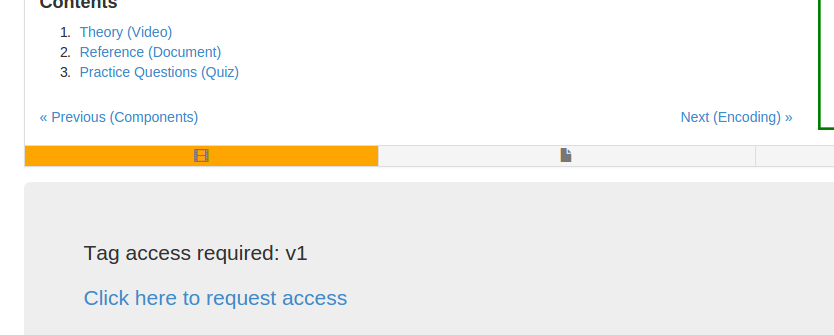 Contents
1. Theory (Video)
2. Reference (Document)
3. Practice Questions (Quiz)
« Previous (Components)
Next (Encoding) »
Tag access required: v1
Click here to request access